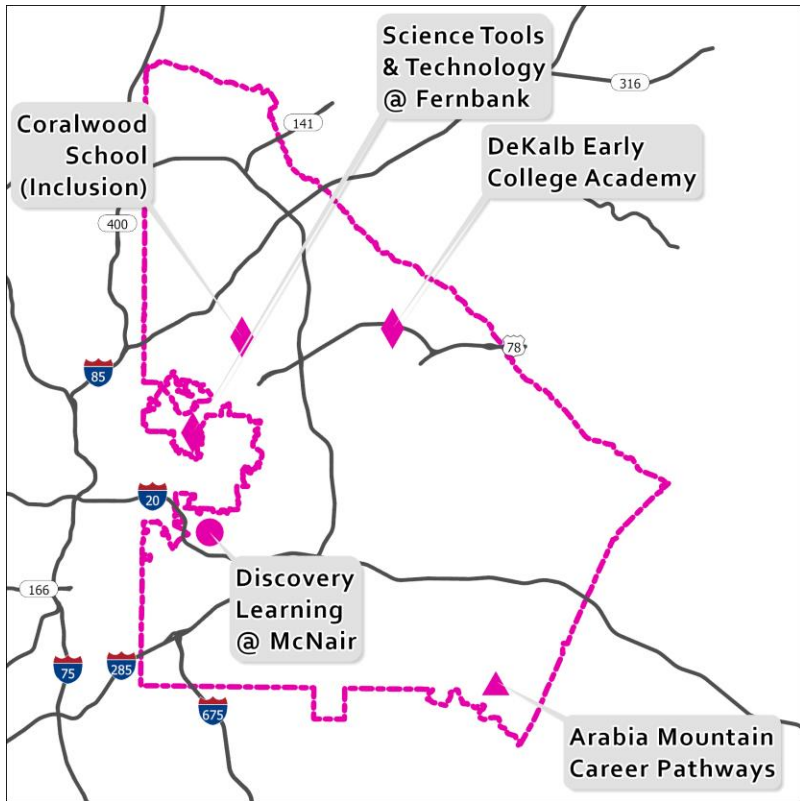 Science Tools
& Technology
@ Fernbank
316
Coralwood
School
(Inclusion)
141
DeKalb Early
College Academy
400
78
85
20
Discovery
Learning
@ McNair
166
75
285
675
Arabia Mountain
Career Pathways